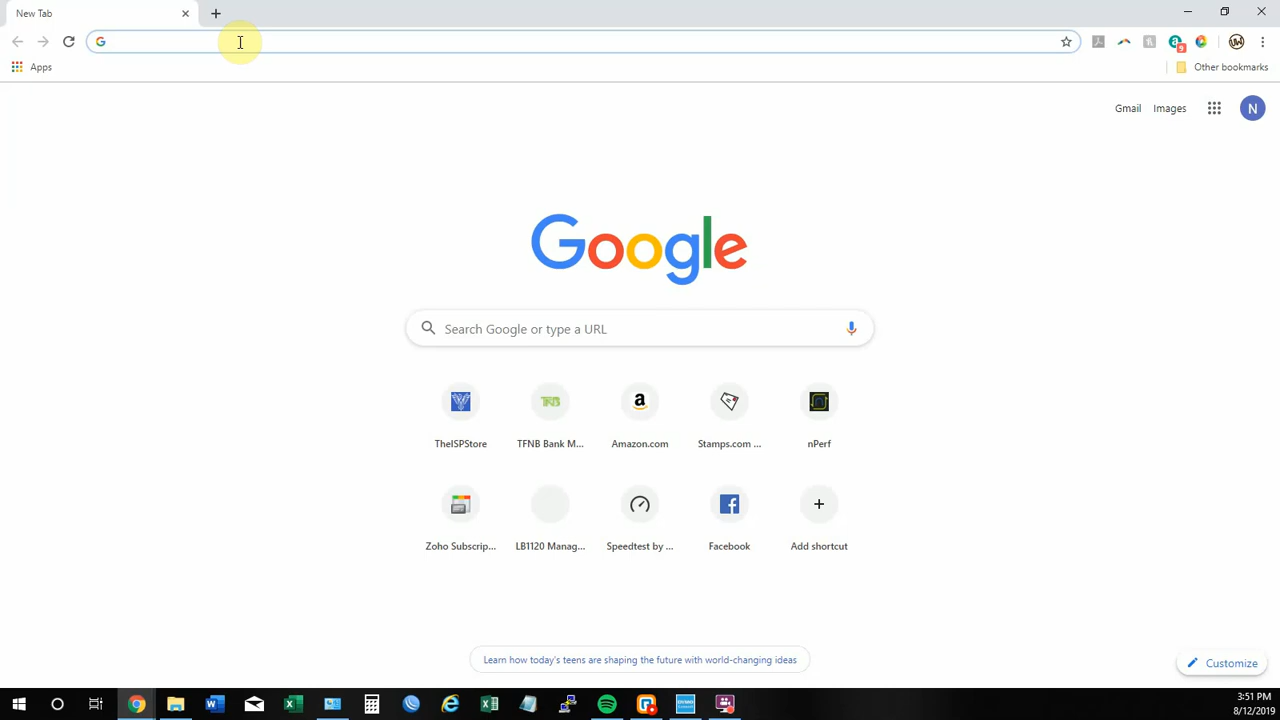 New Tab
Apps
Other bookmarks
9
Gmail
Images
N
Google
Search Google or type a URL
TheISPStore
TFNB Bank M...
Amazon.com
Stamps.com ...
nPerf
Zoho Subscrip...
LB1120 Manag...
Speedtest by ...
Facebook
Add shortcut
Learn how today's teens are shaping the future with world-changing ideas
Customize
3:51 PM
8/12/2019